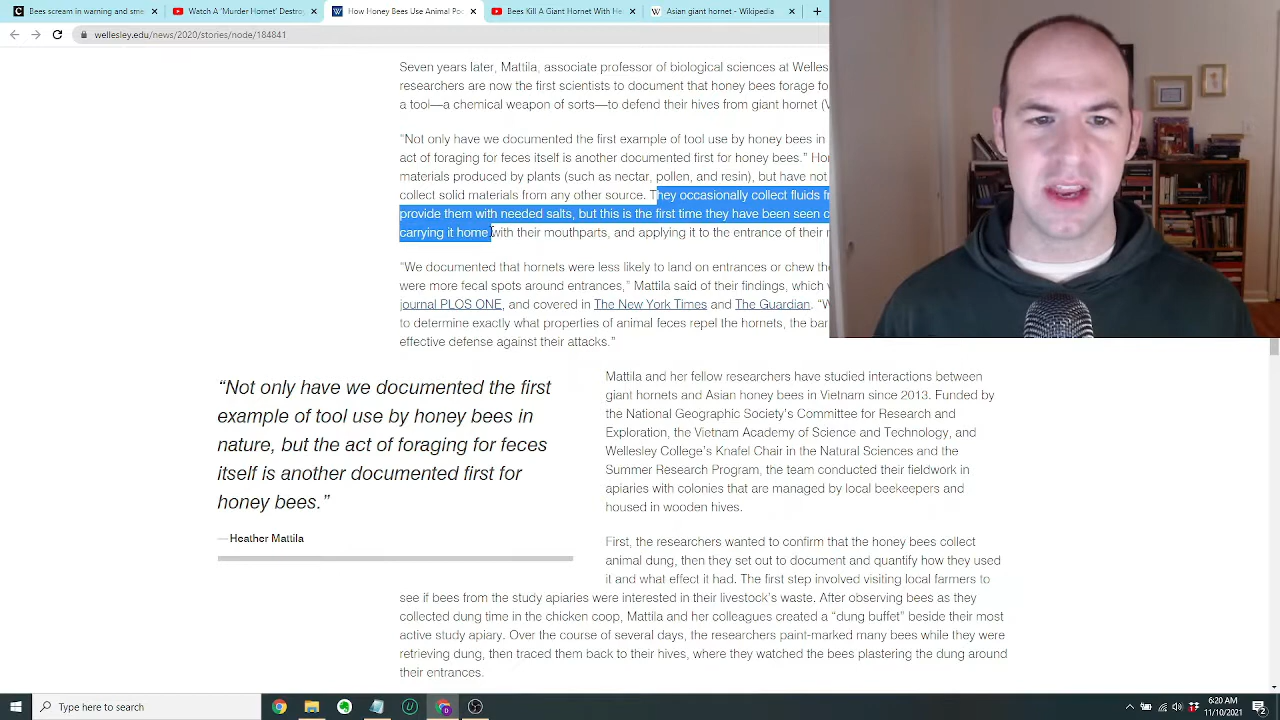 Bees scream in warning and sm
Watch A 'Murder Hornet' Destroy
How Honey Bees Use Animal Poo
Bees Kill A Giant Hornet With He
Asian giant hornet - Wikipedia
wellesley.edu/news/2020/stories/node/184841
Seven years later, Mattila, associate professor of biological sciences at Welles
researchers are now the first scientists to document that honey bees forage fo
a tool—a chemical weapon of sorts—to defend their hives from giant hornet (V
“Not only have we documented the first example of tool use by honey bees in
act of foraging for feces itself is another documented first for honey bees.” Ho
materials produced by plants (such as nectar, pollen, and resin), but have not
collect solid materials from any other source. They occasionally collect fluids f
provide them with needed salts, but this is the first time they have been seen c
carrying it home with their mouthparts, and applying it to the entrance of their
“We documented that hornets were less likely to land on entrances or chew the
were more fecal spots around entrances,” Mattila said of their findings, which
journal PLOS ONE, and covered in The New York Times and The Guardian. “W
to determine exactly what properties of animal feces repel the hornets, the bar
effective defense against their attacks.”
“Not only have we documented the first
example of tool use by honey bees in
nature, but the act of foraging for feces
itself is another documented first for
honey bees.”
—Heather Mattila
Mattila and her fellow researchers have studied interactions between
giant hornets and Asian honey bees in Vietnam since 2013. Funded by
the National Geographic Society’s Committee for Research and
Exploration, the Vietnam Academy of Science and Technology, and
Wellesley College’s Knafel Chair in the Natural Sciences and the
Summer Research Program, the team conducted their fieldwork in
apiaries with colonies that are managed by local beekeepers and
housed in wooden hives.
First, the researchers wanted to confirm that the honey bees collect
animal dung, then they set out to document and quantify how they used
it and what effect it had. The first step involved visiting local farmers to
see if bees from the study apiaries were interested in their livestock’s waste. After observing bees as they
collected dung time in the chicken coop, Mattila and her colleagues created a “dung buffet” beside their most
active study apiary. Over the course of several days, the researchers paint-marked many bees while they were
retrieving dung, then traced them back to their hives, where they watched the bees plastering the dung around
their entrances.
Type here to search
6:20 AM
11/10/2021